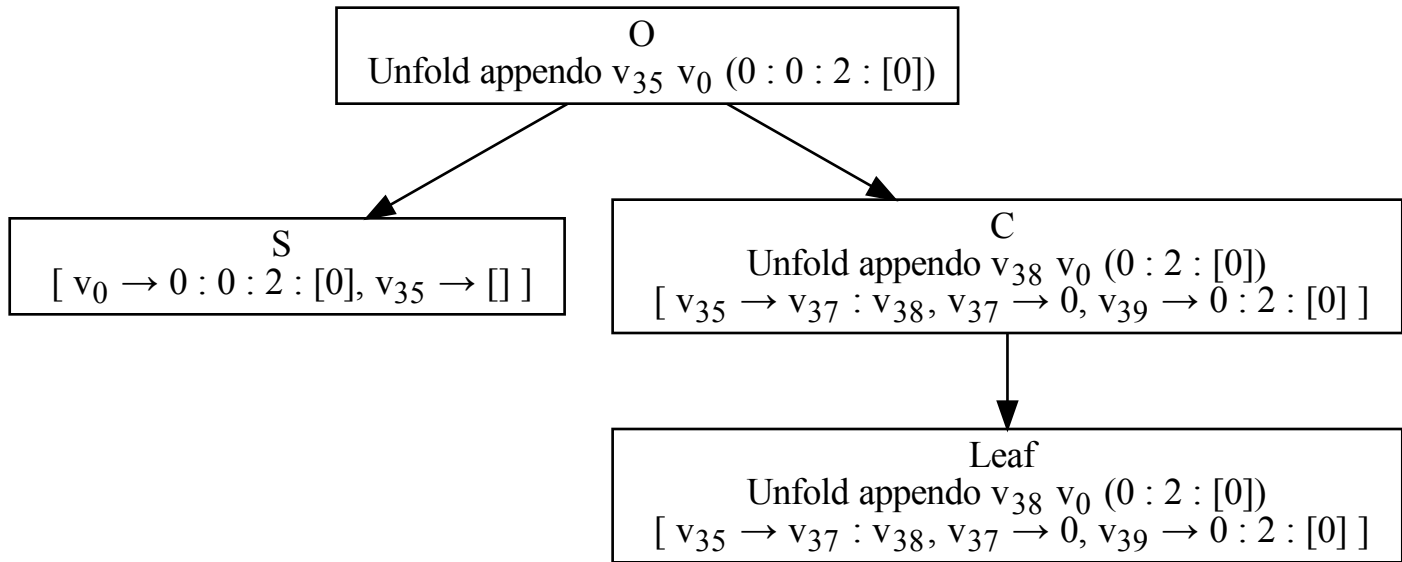 O
Unfold appendo v₃₅ v₀ (0 : 0 : 2 : [0])
S
[ v₀ → 0 : 0 : 2 : [0], v₃₅ → [] ]
C
Unfold appendo v₃₈ v₀ (0 : 2 : [0])
[ v₃₅ → v₃₇ : v₃₈, v₃₇ → 0, v₃₉ → 0 : 2 : [0] ]
Leaf
Unfold appendo v₃₈ v₀ (0 : 2 : [0])
[ v₃₅ → v₃₇ : v₃₈, v₃₇ → 0, v₃₉ → 0 : 2 : [0] ]